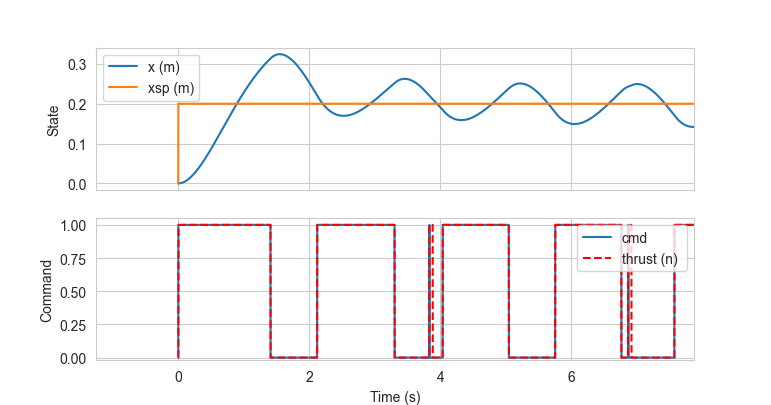 0.3
0.2
0.1
0.0
State
x (m)
xsp (m)
1.00
0.75
0.50
0.25
0.00
Command
cmd
thrust (n)
0 2 4 6
Time (s)